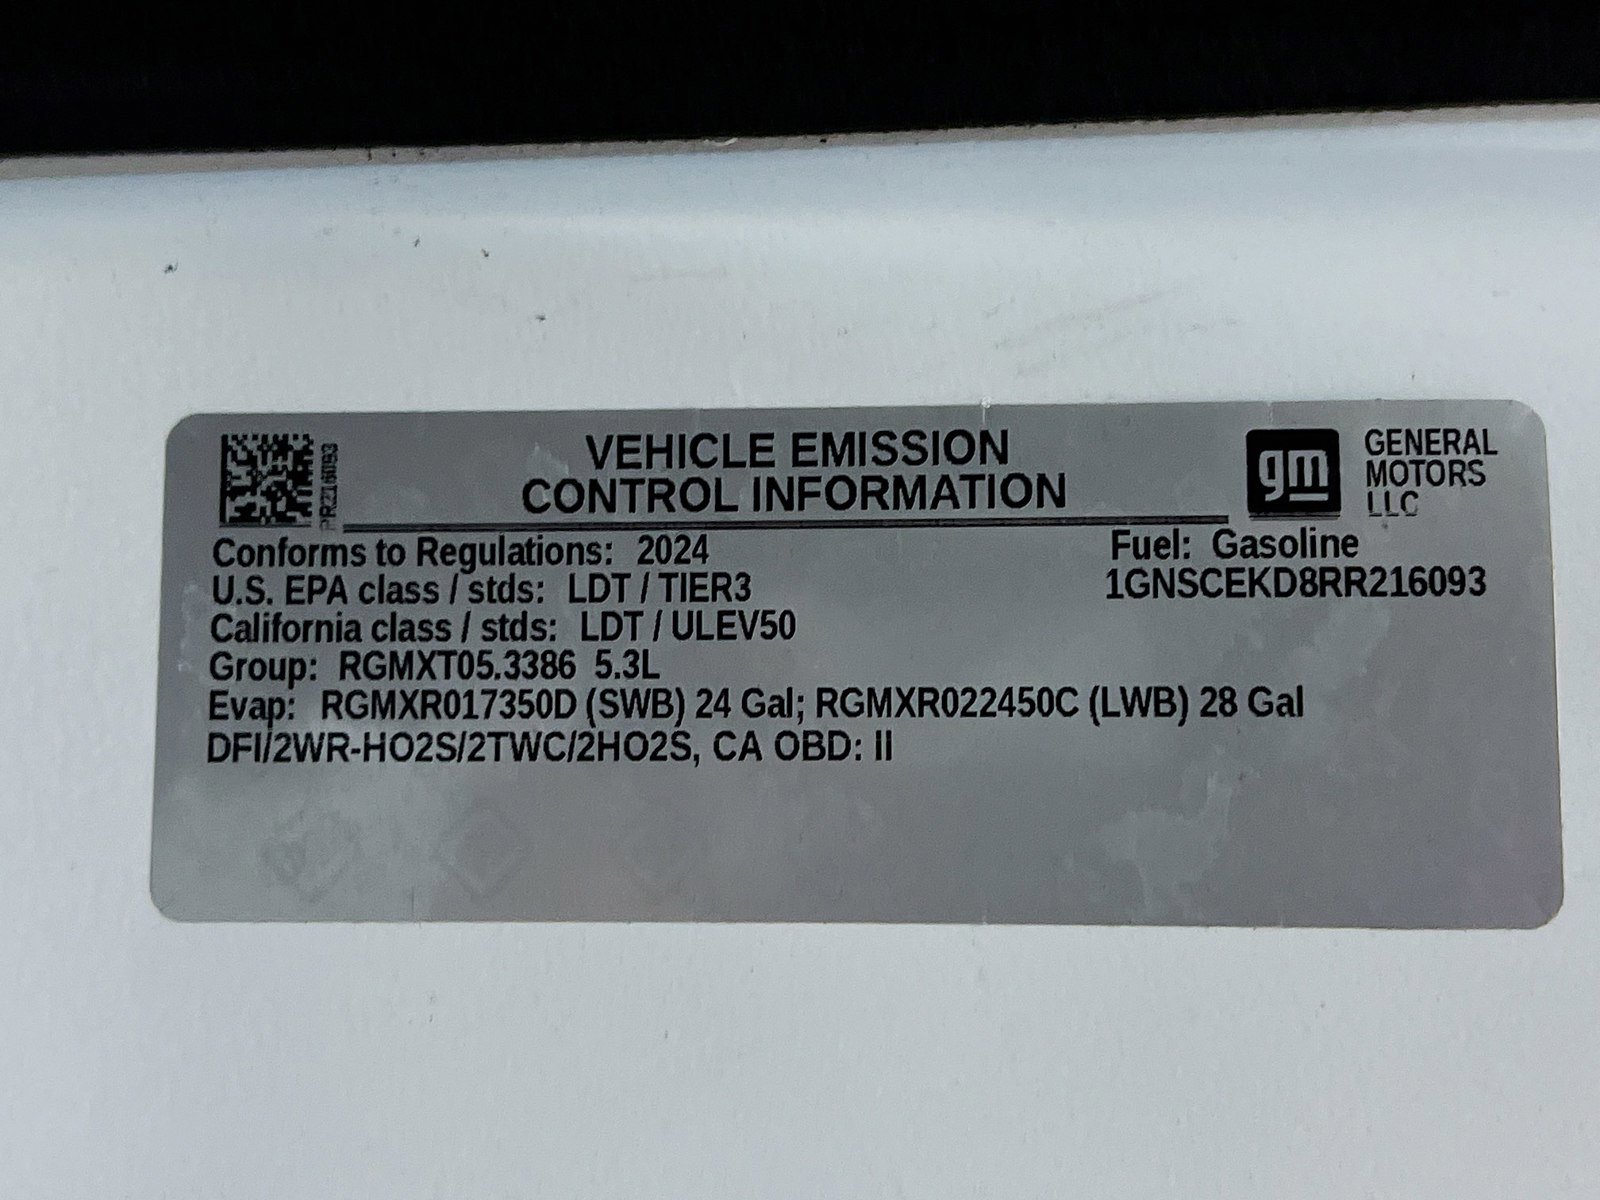 VEHICLE EMISSION
CONTROL INFORMATION
PR216093
gm
GENERAL
MOTORS
LLC
Conforms to Regulations: 2024
Fuel: Gasoline
U.S. EPA class / stds: LDT / TIER3
1GNSCEKD8RR216093
California class / stds: LDT / ULEV50
Group: RGMXT05.3386 5.3L
Evap: RGMXR017350D (SWB) 24 Gal; RGMXR022450C (LWB) 28 Gal
DFI/2WR-HO2S/2TWC/2HO2S, CA OBD: II